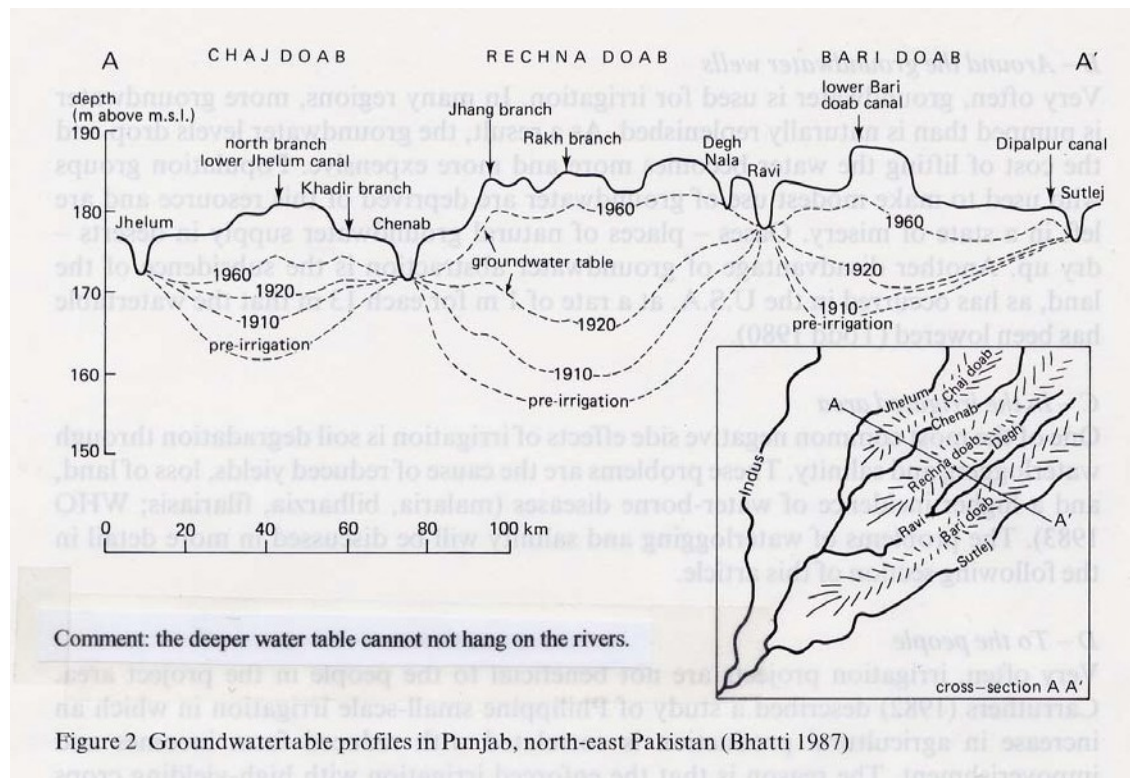 A
CHAJ DOAB
RECHNA DOAB
BARI DOAB
A'
depth
(m above m.s.l.)
190
180
170
160
150
Jhelum
north branch
lower Jhelum canal
Khadir branch
Chenab
Jhang branch
Rakh branch
Degh
Nala
Ravi
lower Bari
doab canal
Dipalpur canal
Sutlej
1960
1920
1910
pre-irrigation
1960
groundwater table
1920
1910
pre-irrigation
1960
1920
1910
pre-irrigation
0 20 40 60 80 100 km
Indus
A
Jhelum
Chaj doab
Chenab
Rechna doab
Degh
Ravi
Bari doab
Sutlej
A'
cross-section A A'
Comment: the deeper water table cannot not hang on the rivers.
Figure 2 Groundwatertable profiles in Punjab, north-east Pakistan (Bhatti 1987)